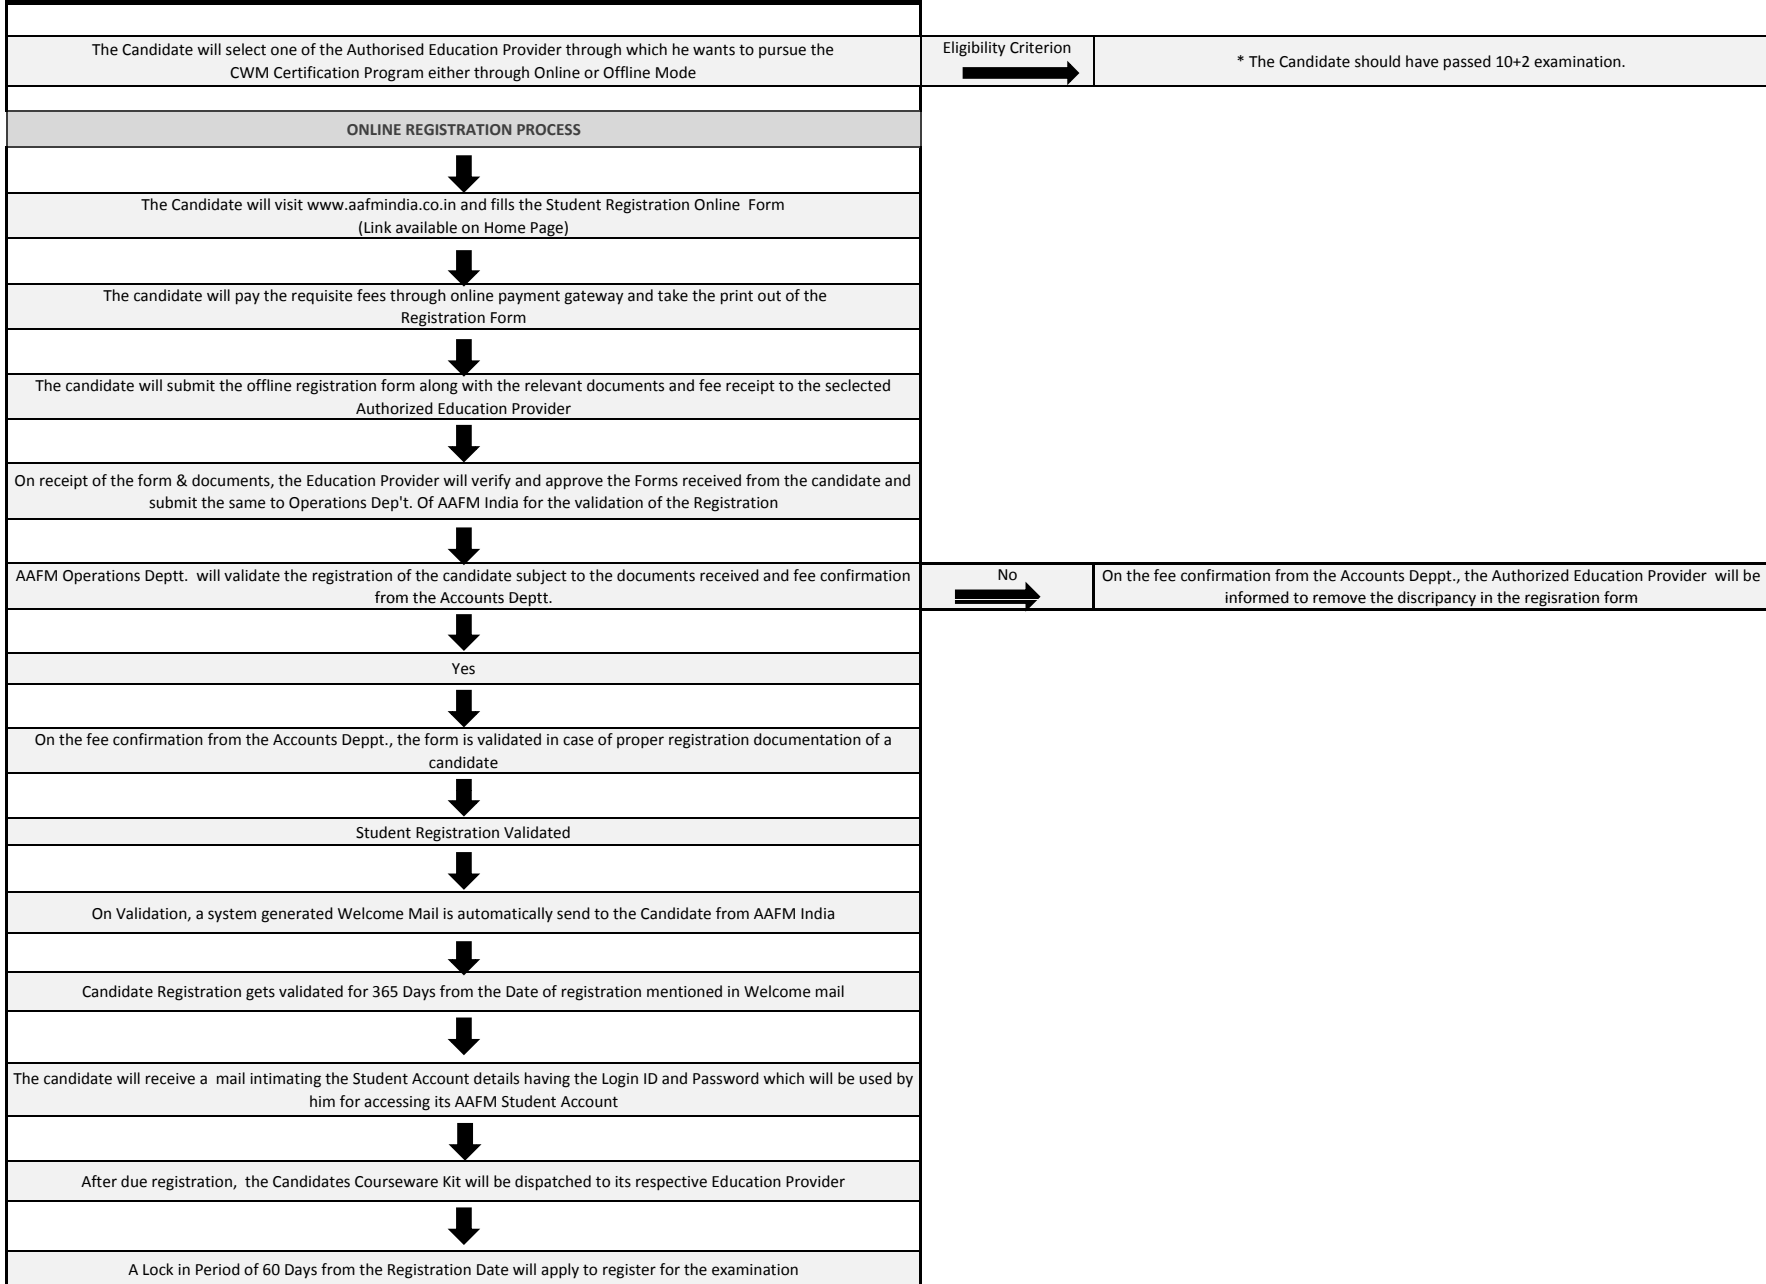 The Candidate will select one of the Authorised Education Provider through which he wants to pursue the
CWM Certification Program either through Online or Offline Mode
Eligibility Criterion
* The Candidate should have passed 10+2 examination.
ONLINE REGISTRATION PROCESS
The Candidate will visit www.aafmindia.co.in and fills the Student Registration Online  Form
(Link available on Home Page)
The candidate will pay the requisite fees through online payment gateway and take the print out of the
Registration Form
The candidate will submit the offline registration form along with the relevant documents and fee receipt to the seclected
Authorized Education Provider
On receipt of the form & documents, the Education Provider will verify and approve the Forms received from the candidate and
submit the same to Operations Dep't. Of AAFM India for the validation of the Registration
AAFM Operations Deptt.  will validate the registration of the candidate subject to the documents received and fee confirmation
from the Accounts Deptt.
No
On the fee confirmation from the Accounts Deppt., the Authorized Education Provider  will be
informed to remove the discripancy in the regisration form
Yes
On the fee confirmation from the Accounts Deppt., the form is validated in case of proper registration documentation of a
candidate
Student Registration Validated
On Validation, a system generated Welcome Mail is automatically send to the Candidate from AAFM India
Candidate Registration gets validated for 365 Days from the Date of registration mentioned in Welcome mail
The candidate will receive a  mail intimating the Student Account details having the Login ID and Password which will be used by
him for accessing its AAFM Student Account
After due registration,  the Candidates Courseware Kit will be dispatched to its respective Education Provider
A Lock in Period of 60 Days from the Registration Date will apply to register for the examination